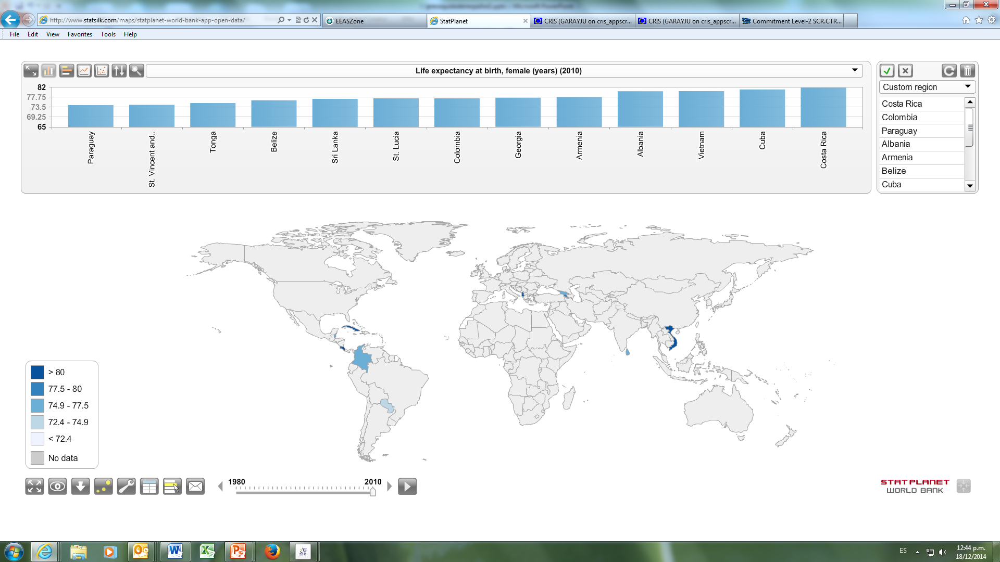 http://www.statsilk.com/maps/statplanet-world-bank-app-open-data/
EEASZone
StatPlanet
CRIS (GARAYJU on cris_appscr...
CRIS (GARAYJU on cris_appscr...
Commitment Level-2 SCR.CTR...
File Edit View Favorites Tools Help
Life expectancy at birth, female (years) (2010)
82
77.75
73.5
69.25
65
Paraguay
St. Vincent and..
Tonga
Belize
Sri Lanka
St. Lucia
Colombia
Georgia
Armenia
Albania
Vietnam
Cuba
Costa Rica
Custom region
Costa Rica
Colombia
Paraguay
Albania
Armenia
Belize
Cuba
> 80
77.5 - 80
74.9 - 77.5
72.4 - 74.9
< 72.4
No data
1980
2010
STAT PLANET
WORLD BANK
ES
12:44 p.m.
18/12/2014